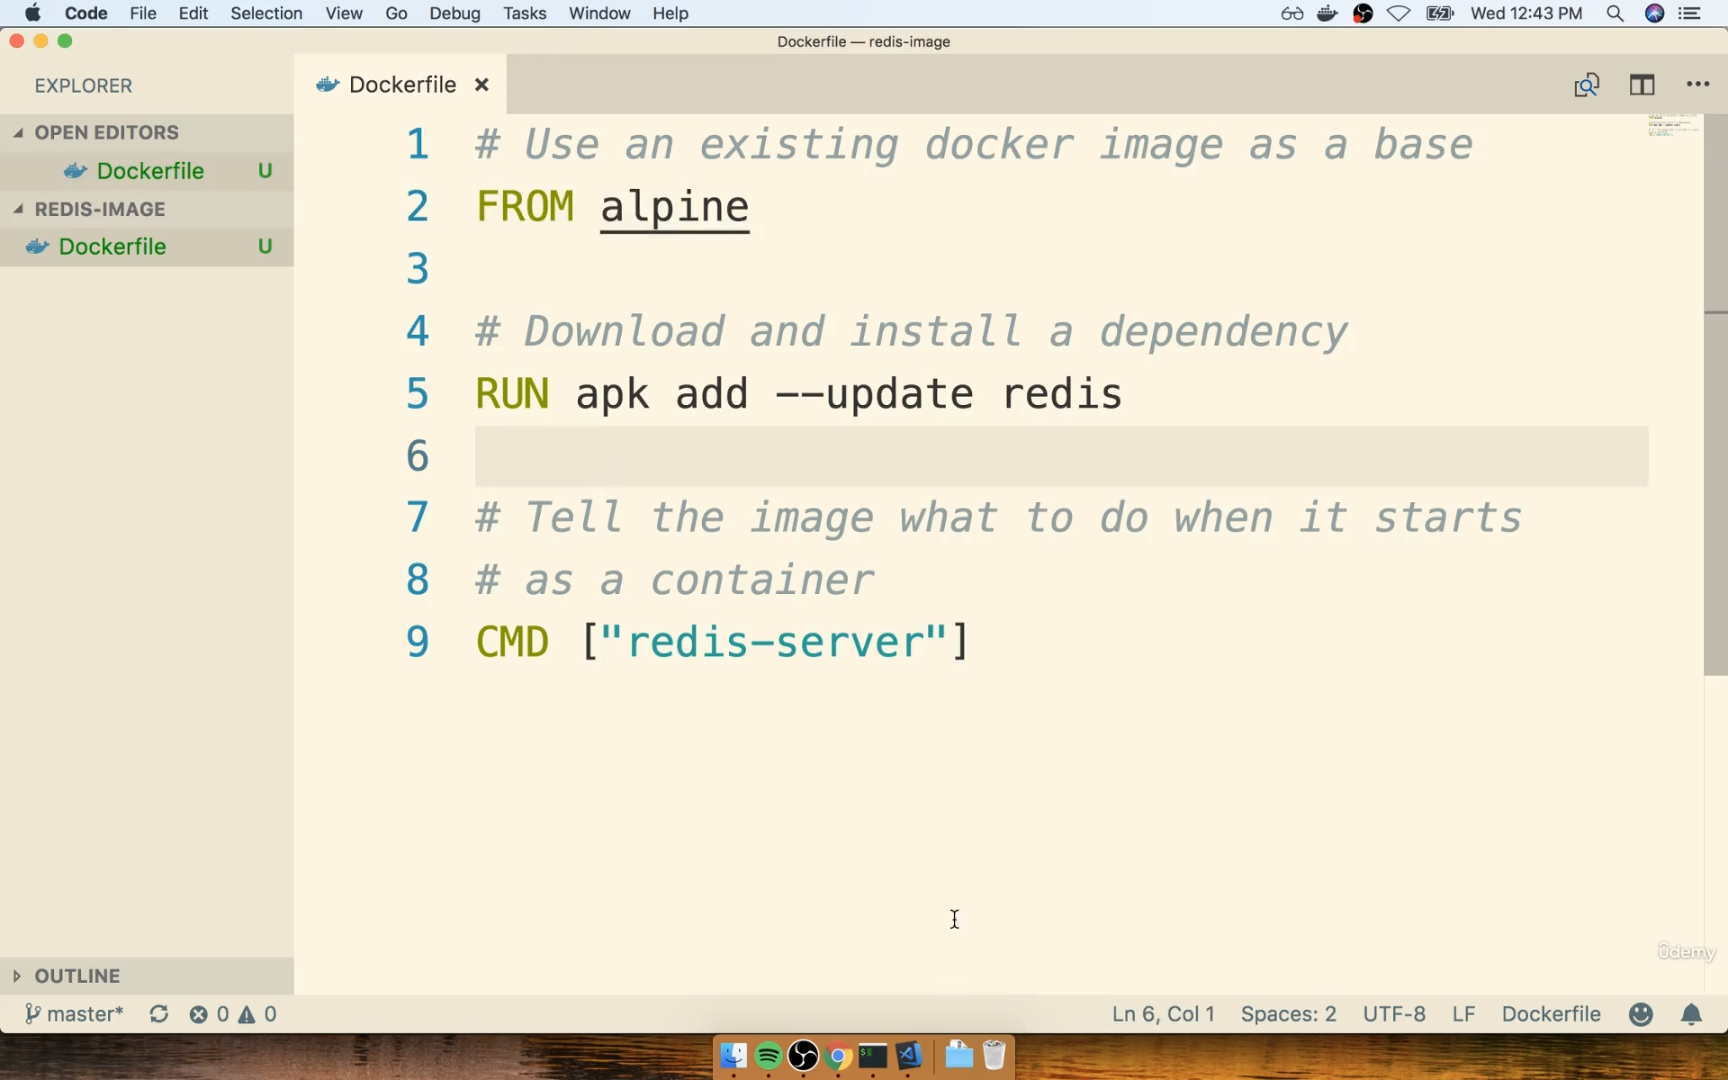 Code File Edit Selection View Go Debug Tasks Window Help Wed 12:43 PM
Dockerfile — redis-image
EXPLORER
Dockerfile
OPEN EDITORS
Dockerfile U
REDIS-IMAGE
Dockerfile U
1 # Use an existing docker image as a base
2 FROM alpine
3
4 # Download and install a dependency
5 RUN apk add --update redis
6
7 # Tell the image what to do when it starts
8 # as a container
9 CMD ["redis-server"]
ûdemy
OUTLINE
master* 0 0 Ln 6, Col 1 Spaces: 2 UTF-8 LF Dockerfile